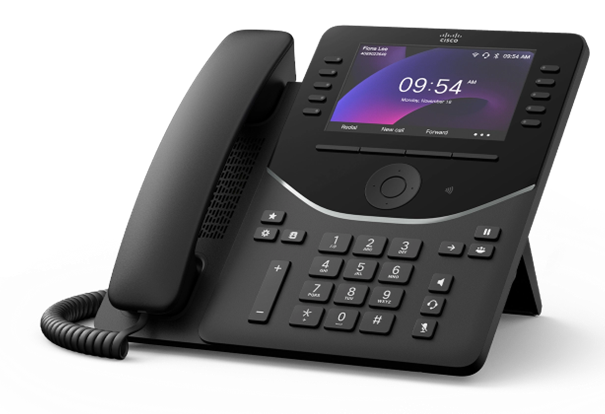 CISCO
Fiona Lee
09:54 AM
09:54 AM
Monday, November 18
Redial New call Forward
1 2 ABC 3 DEF
4 GHI 5 JKL 6 MNO
7 PQRS 8 TUV 9 WXYZ
* 0 #
+
−